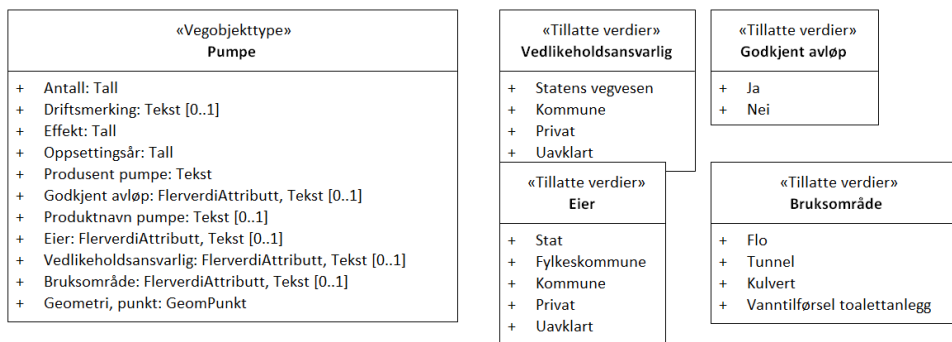 «Vegobjekttype»
Pumpe
+ Antall: Tall
+ Driftsmerking: Tekst [0..1]
+ Effekt: Tall
+ Oppsettingsår: Tall
+ Produsent pumpe: Tekst
+ Godkjent avløp: FlerverdiAttributt, Tekst [0..1]
+ Produktnavn pumpe: Tekst [0..1]
+ Eier: FlerverdiAttributt, Tekst [0..1]
+ Vedlikeholdsansvarlig: FlerverdiAttributt, Tekst [0..1]
+ Bruksområde: FlerverdiAttributt, Tekst [0..1]
+ Geometri, punkt: GeomPunkt
«Tillatte verdier»
Vedlikeholdsansvarlig
+ Statens vegvesen
+ Kommune
+ Privat
+ Uavklart
«Tillatte verdier»
Godkjent avløp
+ Ja
+ Nei
«Tillatte verdier»
Eier
+ Stat
+ Fylkeskommune
+ Kommune
+ Privat
+ Uavklart
«Tillatte verdier»
Bruksområde
+ Flo
+ Tunnel
+ Kulvert
+ Vanntilførsel toalettanlegg